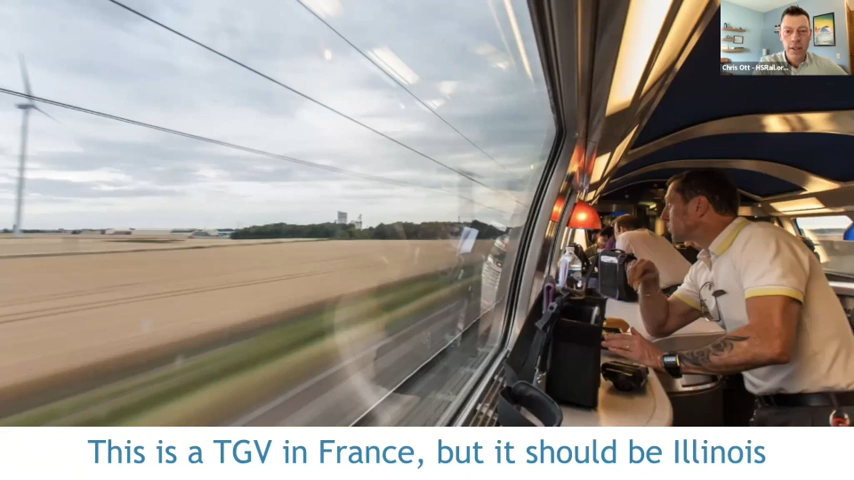 Chris Ott - HSRail.or...
This is a TGV in France, but it should be Illinois